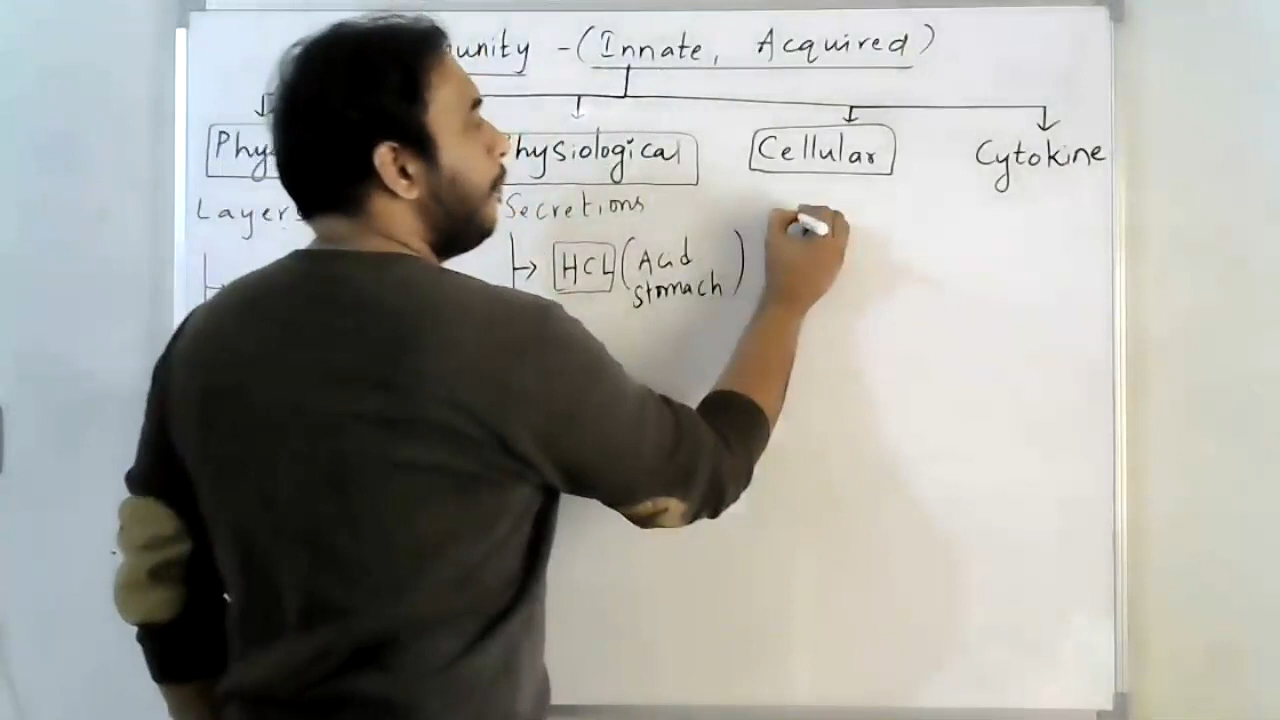 unity - (Innate, Acquired)
Phy hysiological Cellular Cytokine
Layers Secretions
HCL (Acid
stomach)